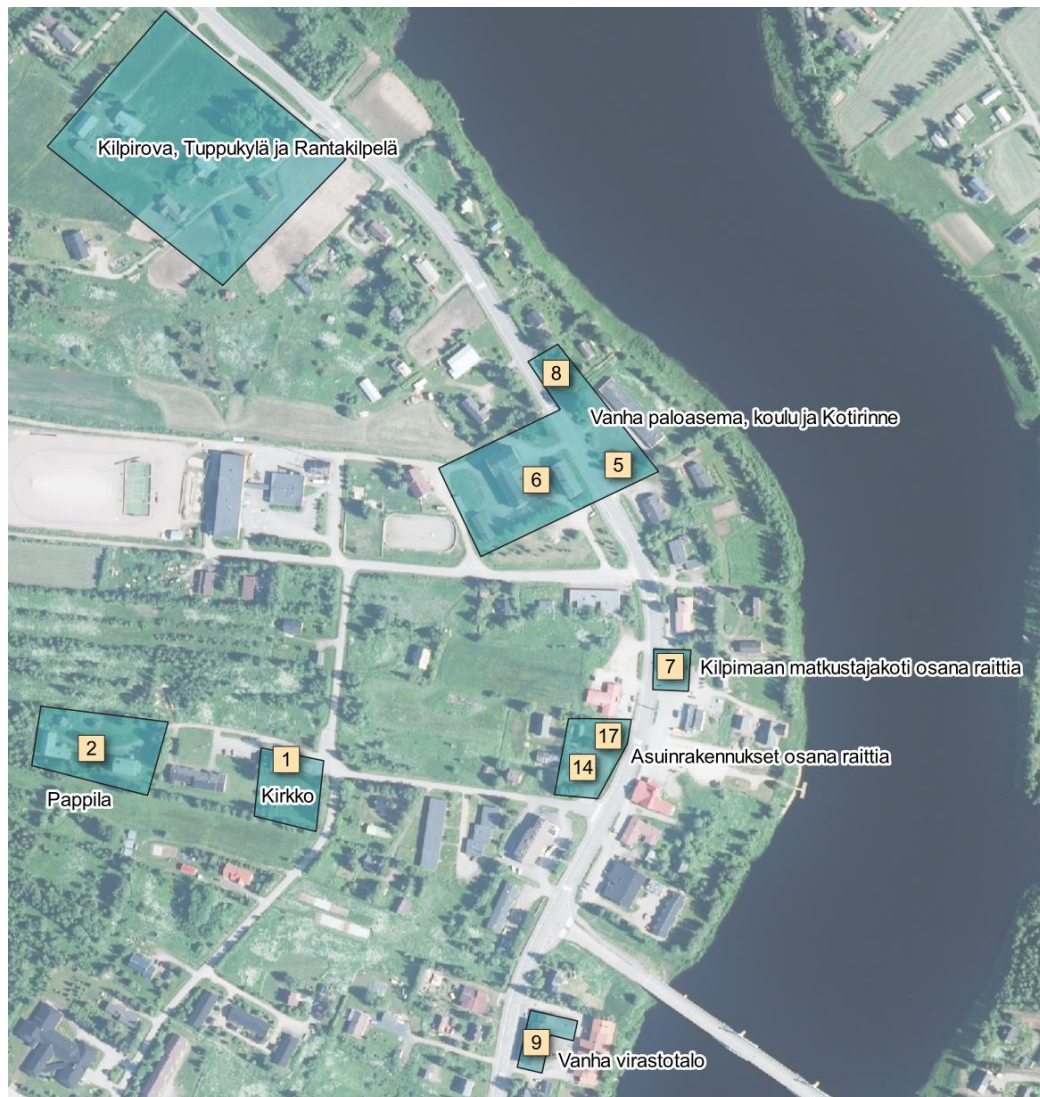 Kilpirova, Tuppukylä ja Rantakilpelä
8
Vanha paloasema, koulu ja Kotirinne
5
6
7
Kilpimaan matkustajakoti osana raittia
17
Asuinrakennukset osana raittia
14
2
1
Pappila
Kirkko
9
Vanha virastotalo